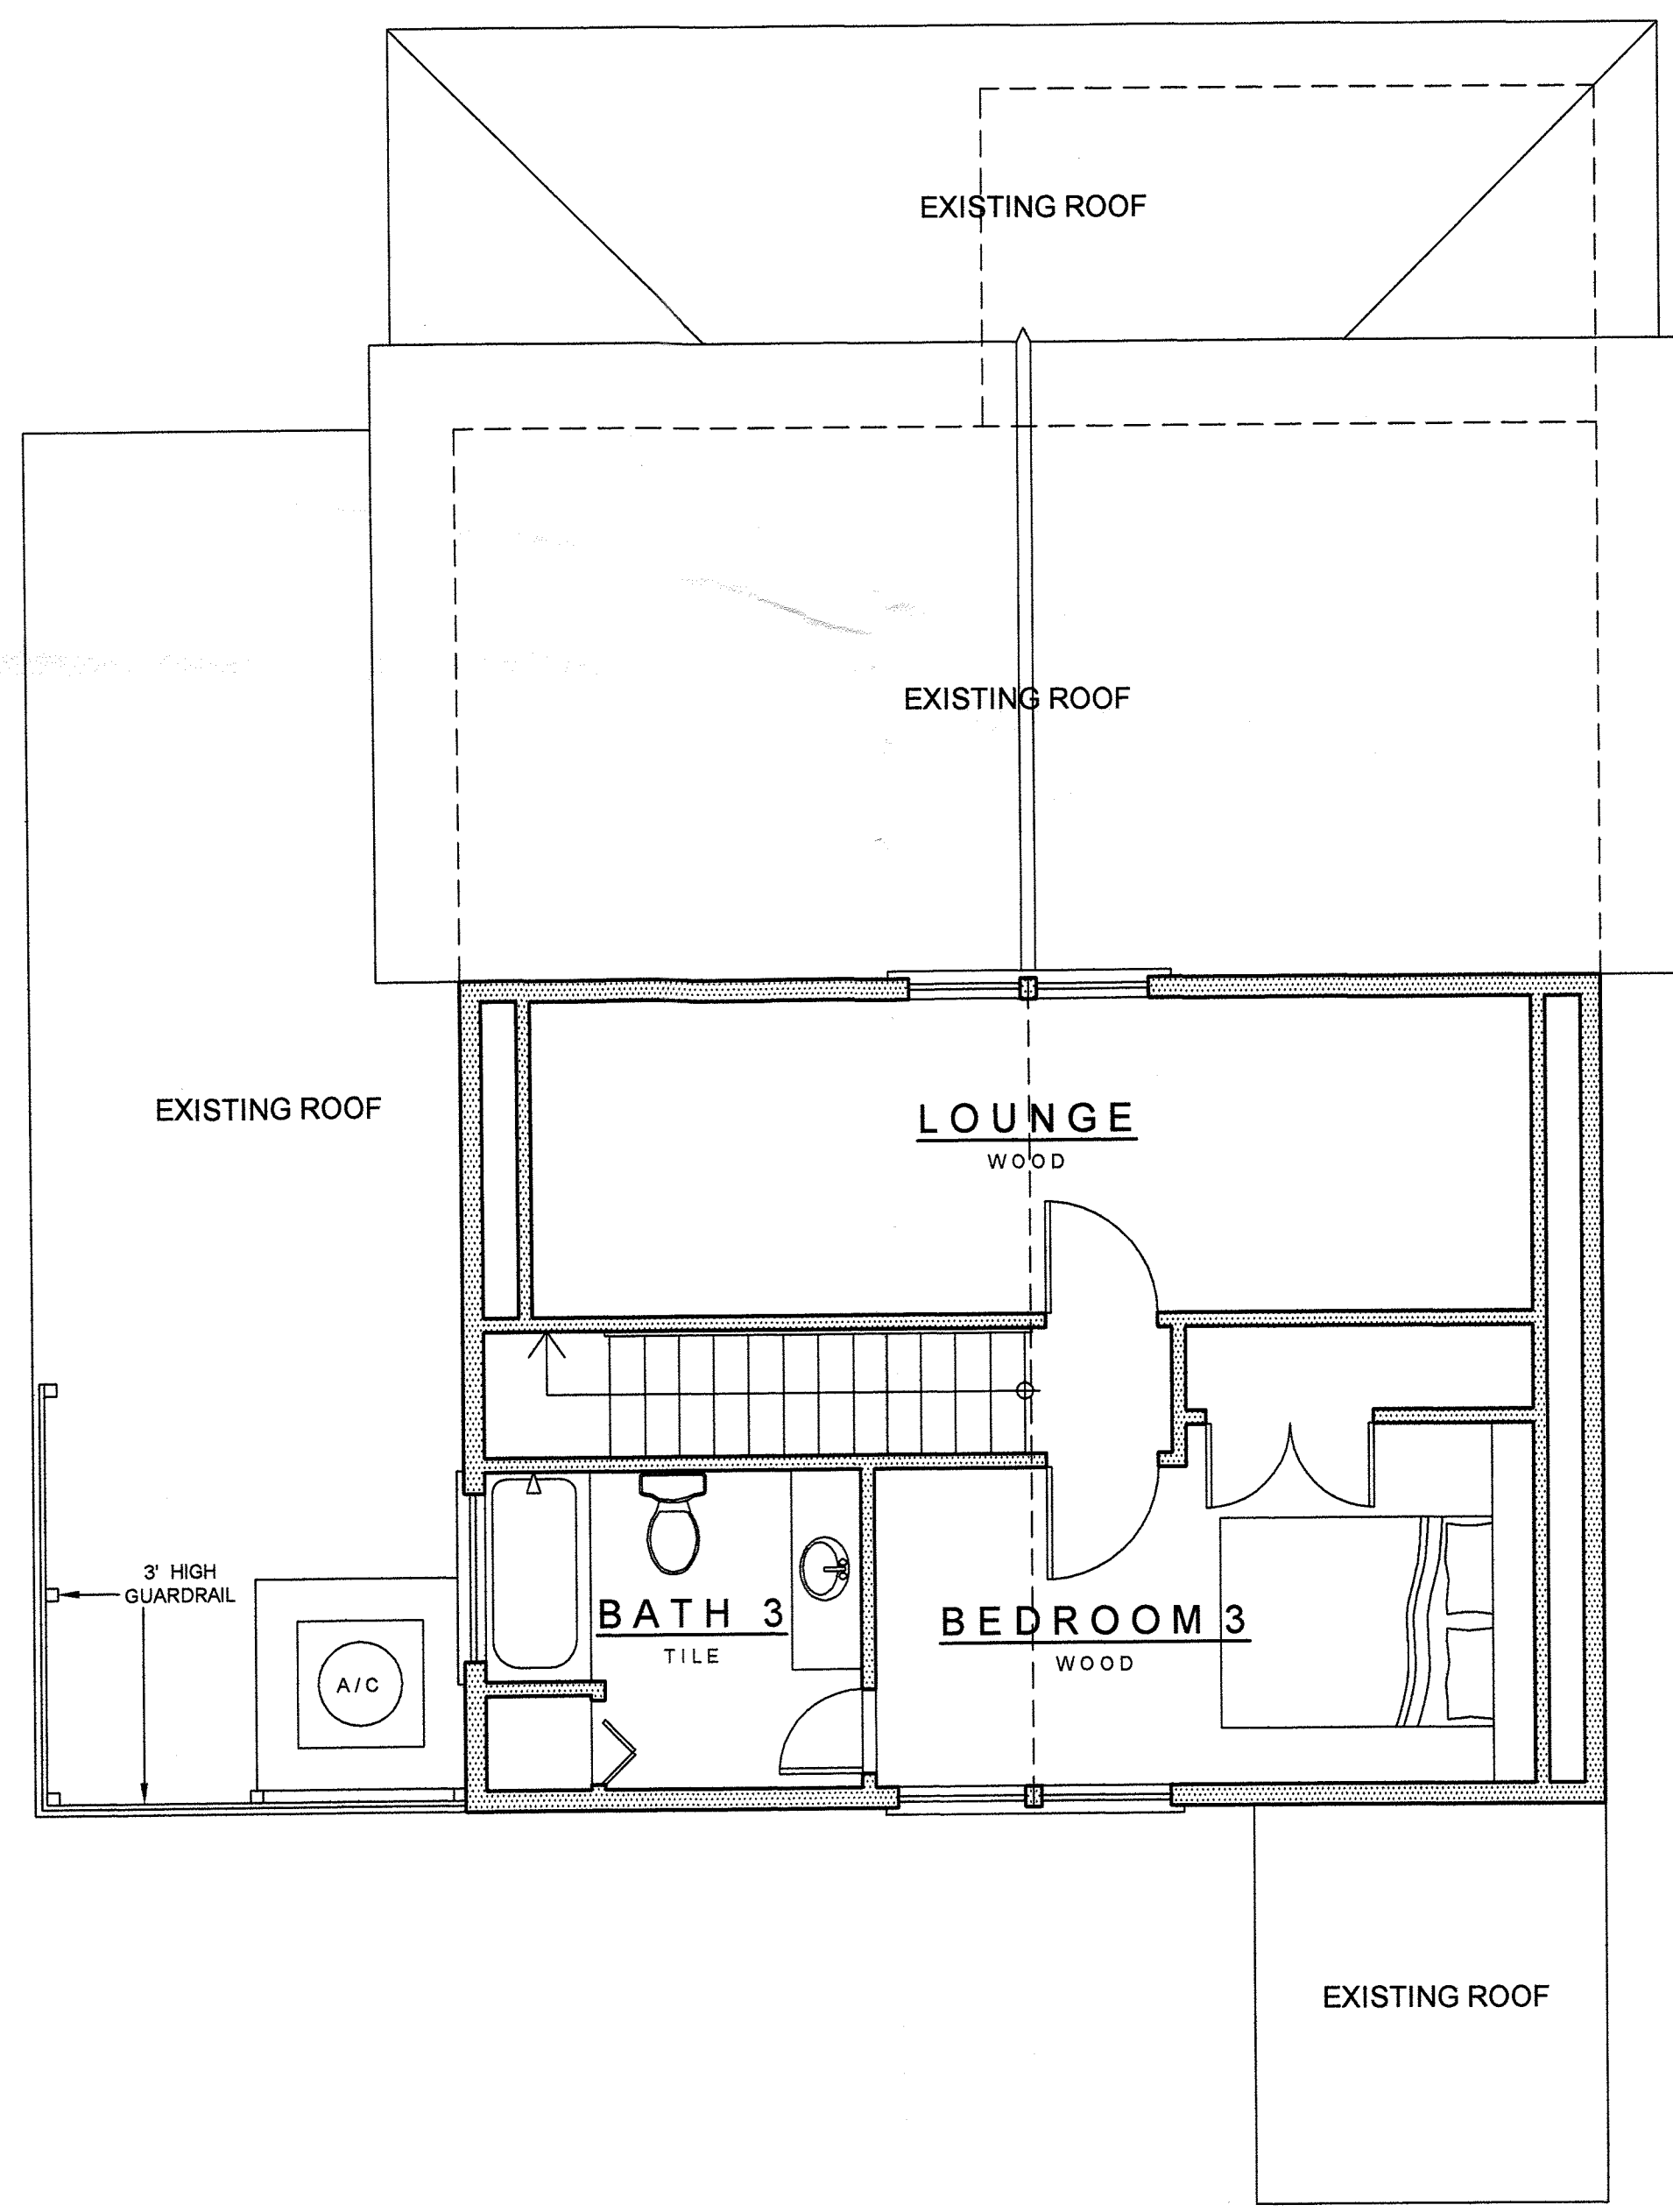 EXISTING ROOF
EXISTING ROOF
EXISTING ROOF
LOUNGE
WOOD
3' HIGH
GUARDRAIL
A/C
BATH 3
TILE
BEDROOM 3
WOOD
EXISTING ROOF